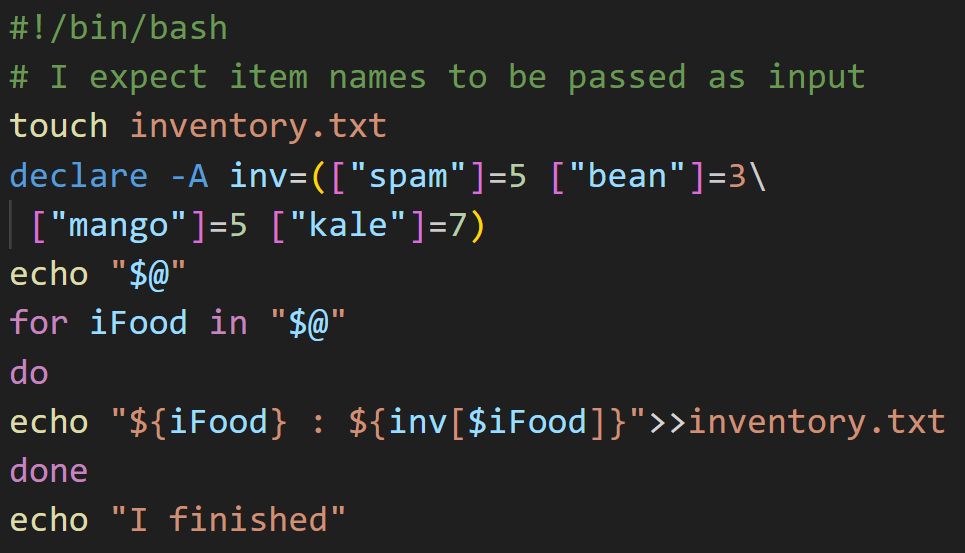 #!/bin/bash
# I expect item names to be passed as input
touch inventory.txt
declare -A inv=(["spam"]=5 ["bean"]=3\
 ["mango"]=5 ["kale"]=7)
echo "$@"
for iFood in "$@"
do
echo "${iFood} : ${inv[$iFood]}">>inventory.txt
done
echo "I finished"